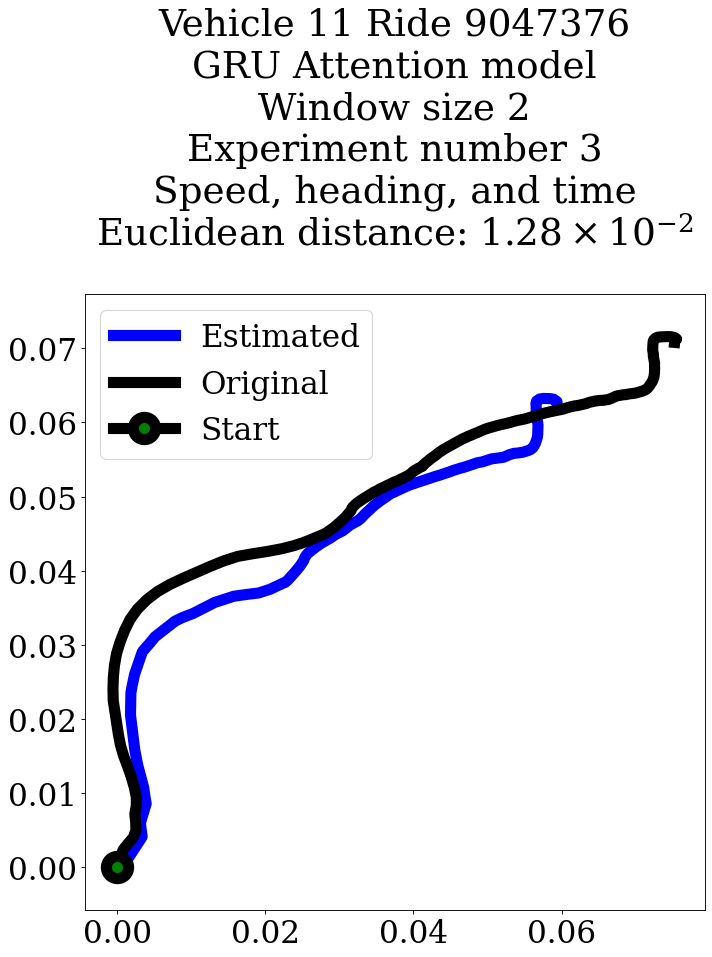 Vehicle 11 Ride 9047376
GRU Attention model
Window size 2
Experiment number 3
Speed, heading, and time
Euclidean distance: 1.28 × 10⁻²
Estimated
Original
Start
0.07
0.06
0.05
0.04
0.03
0.02
0.01
0.00
0.00 0.02 0.04 0.06